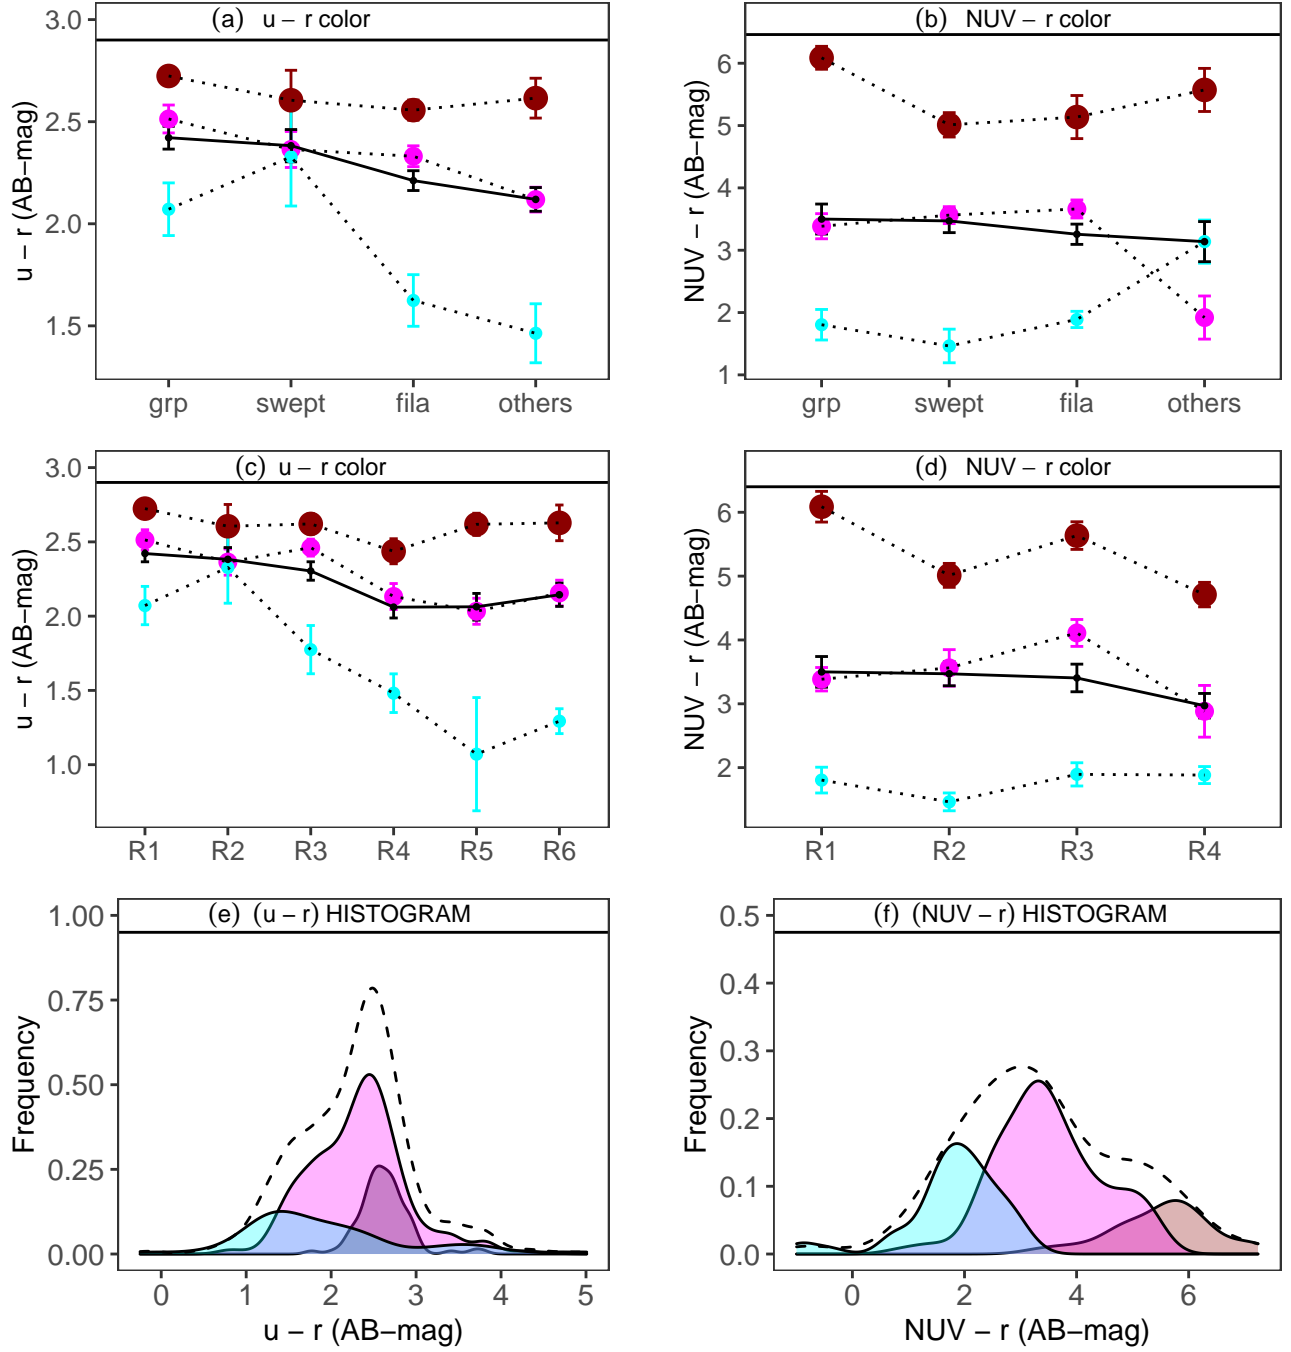 (a) u − r color
3.0
2.5
2.0
1.5
u − r (AB−mag)
grp swept fila others
(b) NUV − r color
6
5
4
3
2
1
NUV − r (AB−mag)
grp swept fila others
(c) u − r color
3.0
2.5
2.0
1.5
1.0
u − r (AB−mag)
R1 R2 R3 R4 R5 R6
(d) NUV − r color
6
5
4
3
2
NUV − r (AB−mag)
R1 R2 R3 R4
(e) (u − r) HISTOGRAM
1.00
0.75
0.50
0.25
0.00
Frequency
0 1 2 3 4 5
u − r (AB−mag)
(f) (NUV − r) HISTOGRAM
0.5
0.4
0.3
0.2
0.1
0.0
Frequency
0 2 4 6
NUV − r (AB−mag)